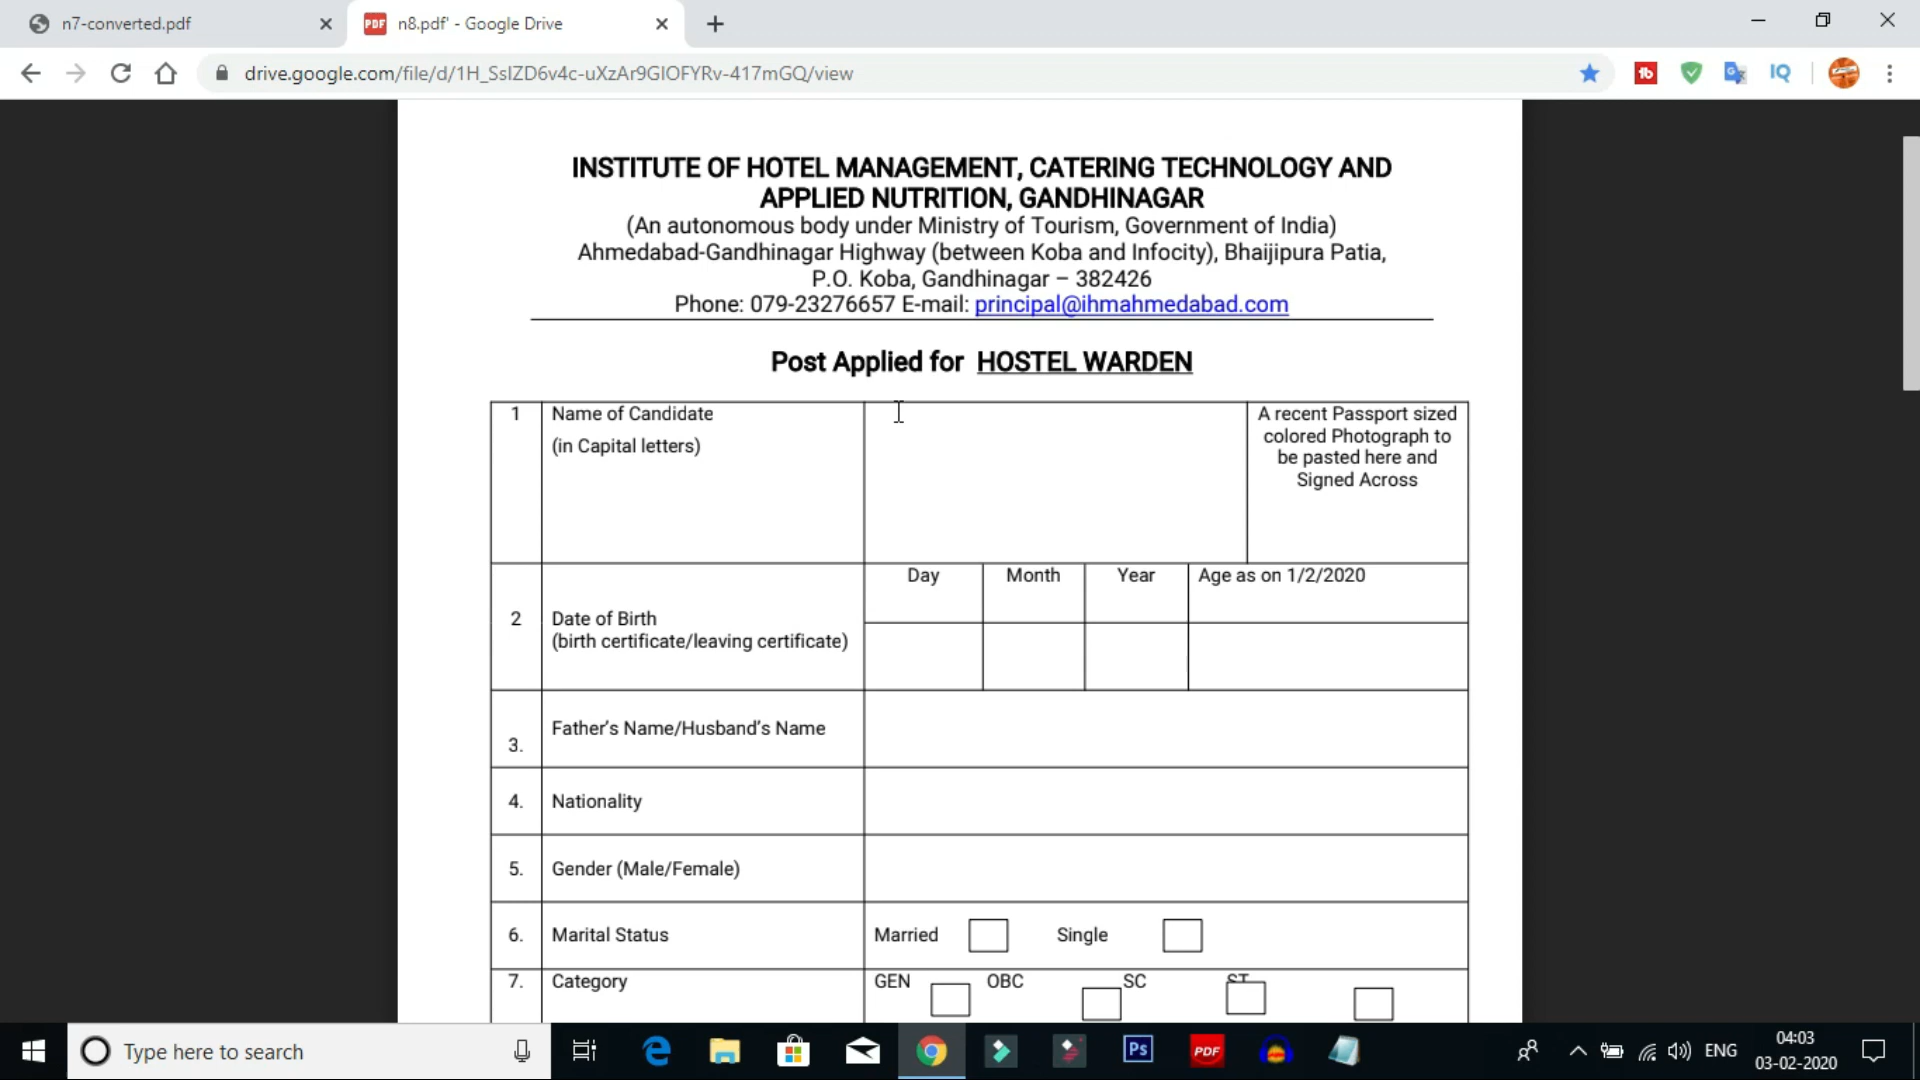 n7-converted.pdf
PDF n8.pdf' - Google Drive
drive.google.com/file/d/1H_SsIZD6v4c-uXzAr9GIOFYRv-417mGQ/view
tb
IQ
INSTITUTE OF HOTEL MANAGEMENT, CATERING TECHNOLOGY AND
APPLIED NUTRITION, GANDHINAGAR
(An autonomous body under Ministry of Tourism, Government of India)
Ahmedabad-Gandhinagar Highway (between Koba and Infocity), Bhaijipura Patia,
P.O. Koba, Gandhinagar – 382426
Phone: 079-23276657 E-mail: principal@ihmahmedabad.com
Post Applied for HOSTEL WARDEN
1 Name of Candidate
(in Capital letters)
A recent Passport sized
colored Photograph to
be pasted here and
Signed Across
Day Month Year Age as on 1/2/2020
2 Date of Birth
(birth certificate/leaving certificate)
3. Father's Name/Husband's Name
4. Nationality
5. Gender (Male/Female)
6. Marital Status Married Single
7. Category GEN OBC SC ST
Type here to search
Ps
PDF
ENG
04:03
03-02-2020